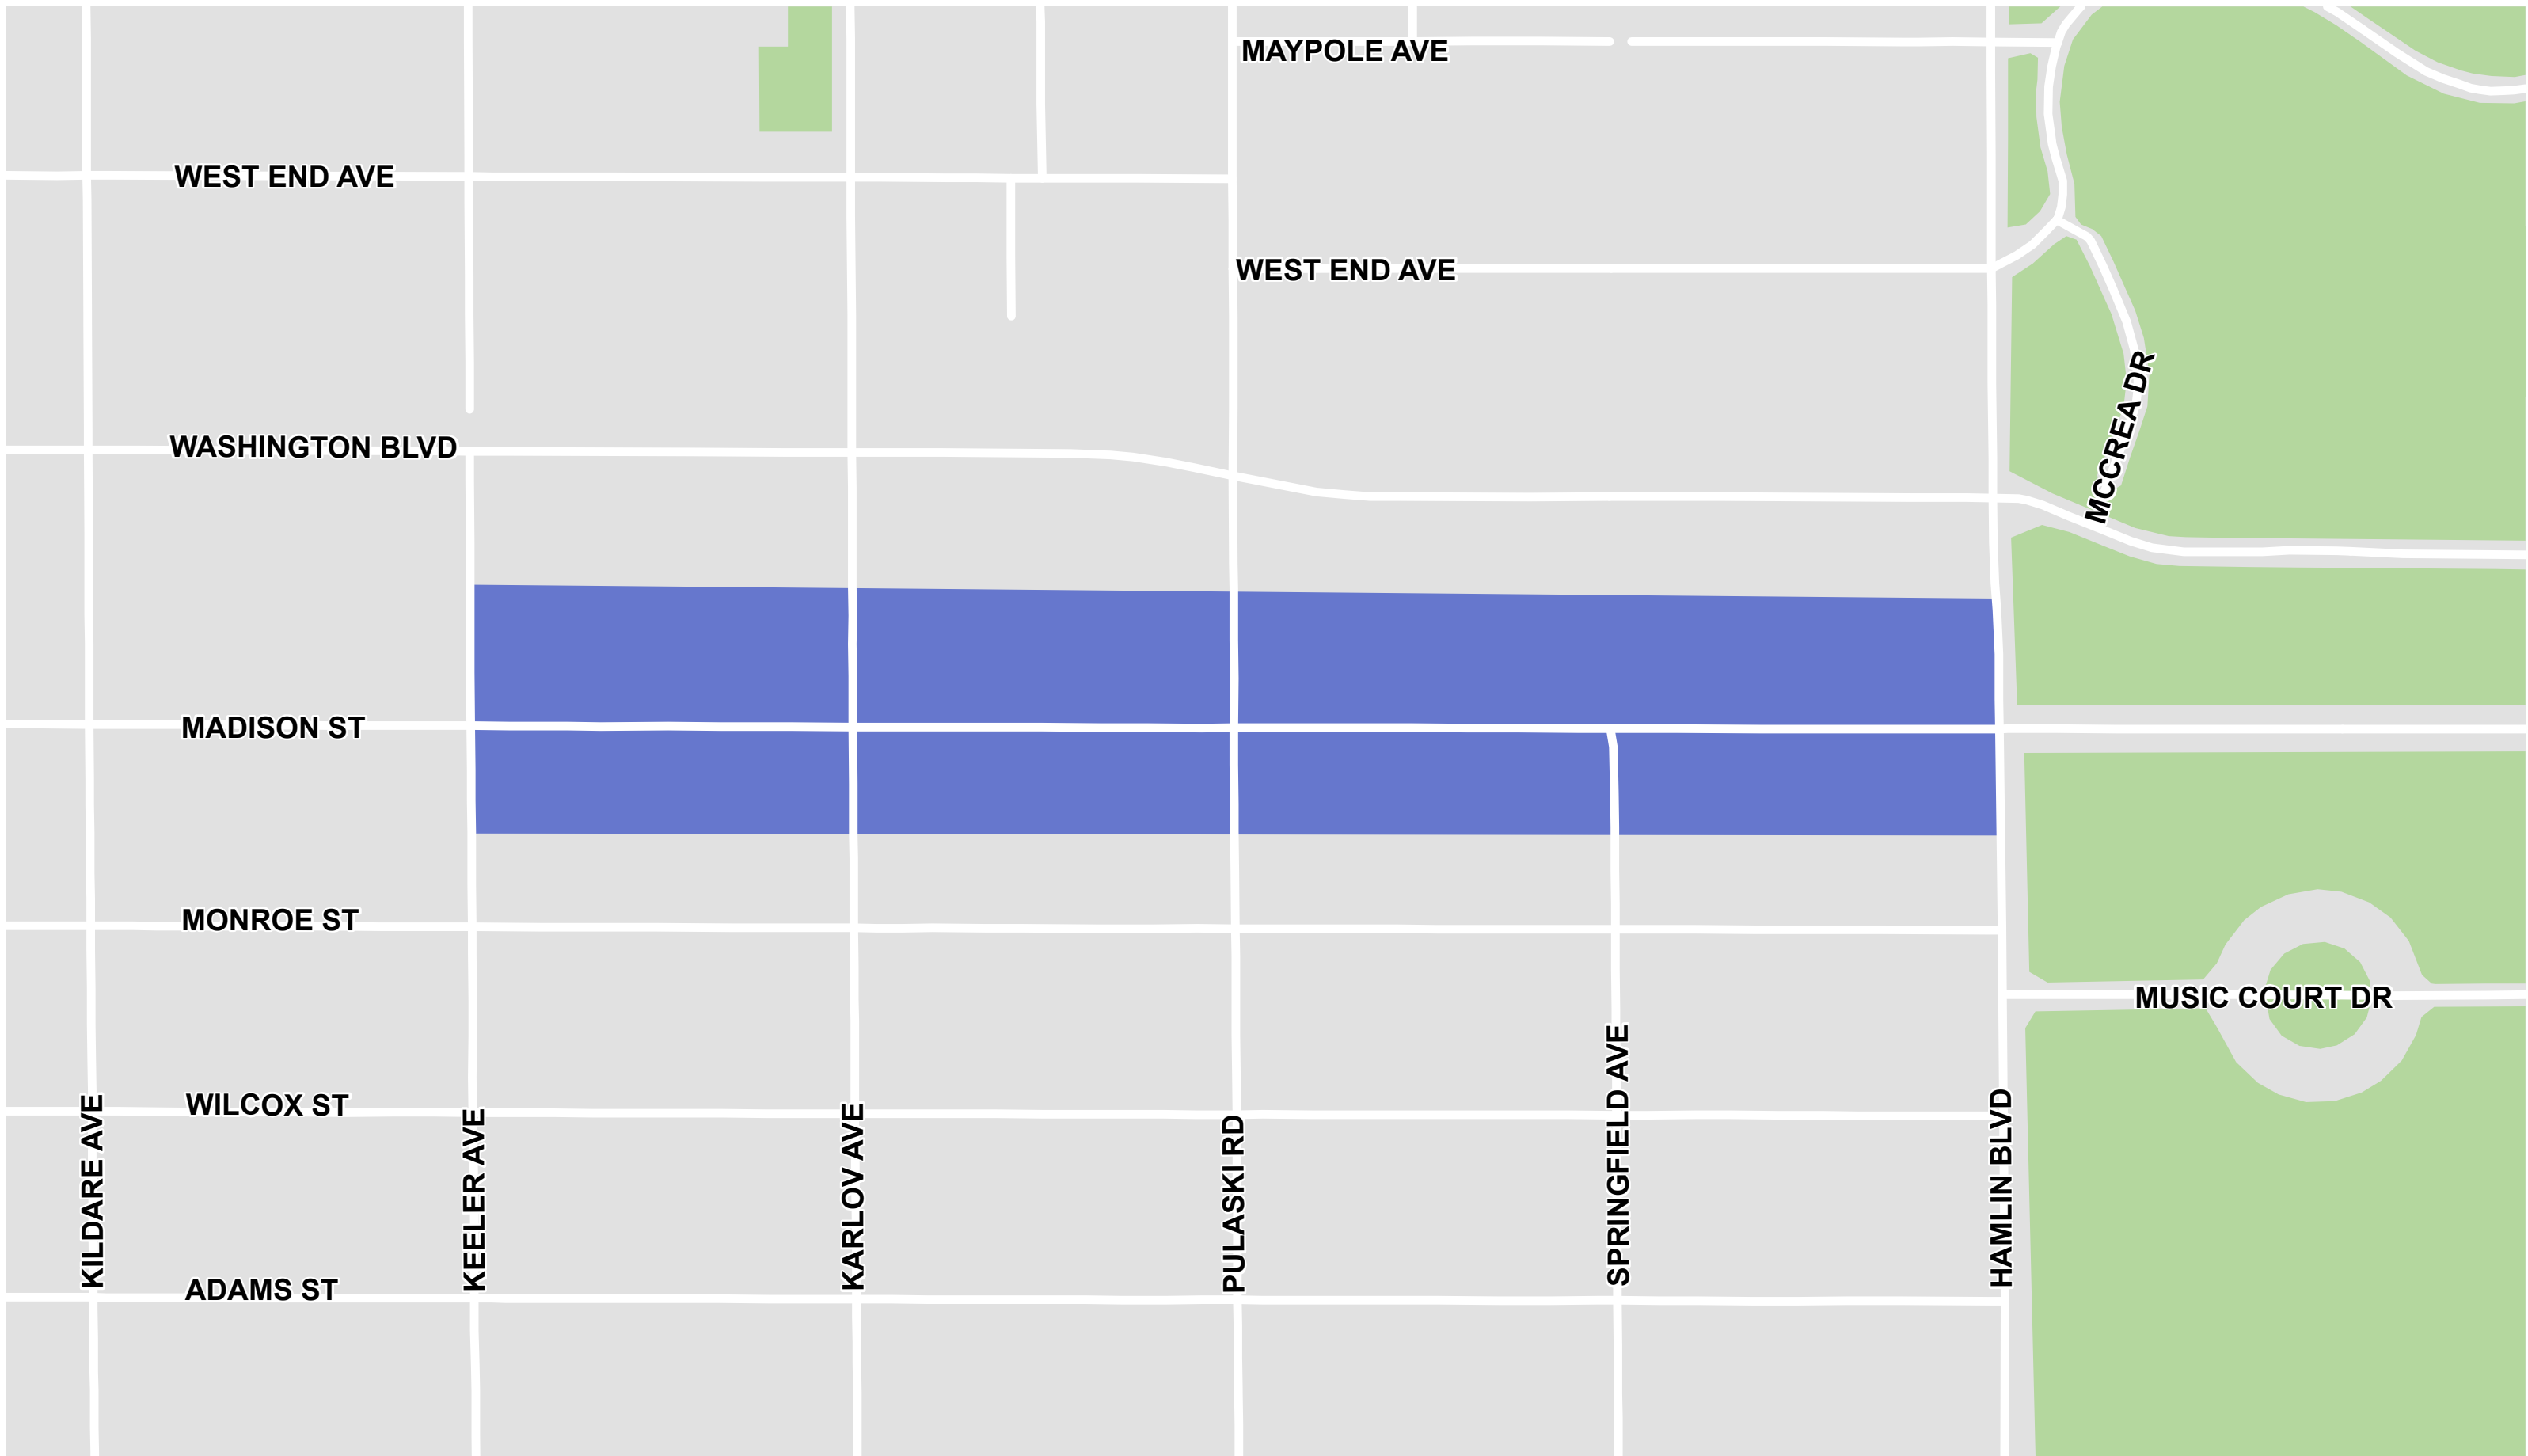 MAYPOLE AVE
WEST END AVE
WEST END AVE
MCCREA DR
WASHINGTON BLVD
MADISON ST
MONROE ST
MUSIC COURT DR
WILCOX ST
KILDARE AVE
KEELER AVE
KARLOV AVE
PULASKI RD
SPRINGFIELD AVE
HAMLIN BLVD
ADAMS ST